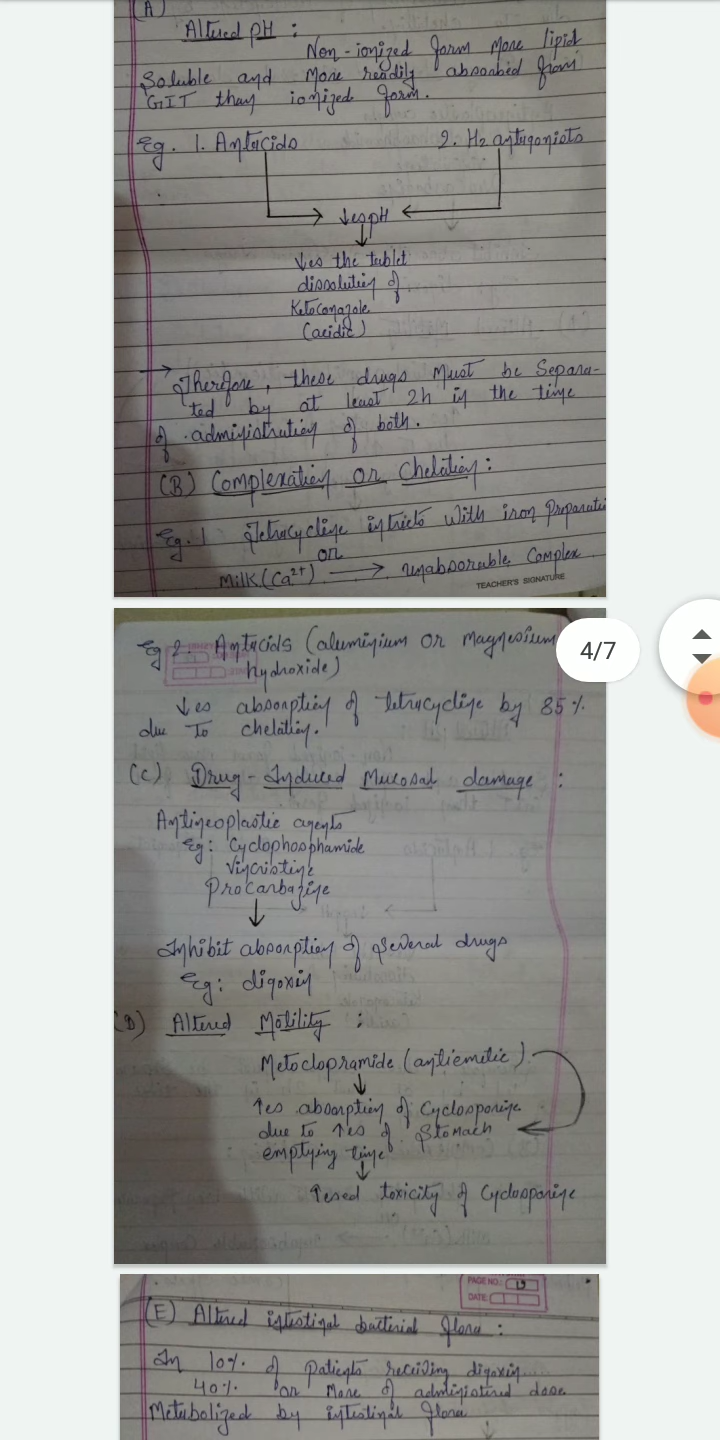 (A)
Altered pH :
Non-ionized form more lipid
Soluble and more readily absorbed from
GIT than ionized form.
Eg. 1. Antacids 2. H2 antagonists
↓es pH
↓es the tablet
dissolution of
Ketoconazole
(acidic)
→ Therefore, these drugs must be Separa-
ted by at least 2h in the time
of administration of both.
(B) Complexation or Chelation :
Eg. 1 Tetracycline intricts with iron Preparati
or
Milk (Ca2+) → unabsorable Complex
TEACHER'S SIGNATURE
Eg 2. Antacids (aluminium or Magnesium
hydroxide)
4/7
↓es absorption of tetracycline by 85%
due to chelation.
(C) Drug-Induced Mucosal damage :
Antineoplastic agents
Eg: Cyclophosphamide
Vincristine
Procarbazine
Inhibit absorption of several drugs
Eg: digoxin
(D) Altered Motility :
Metoclopramide (antiemetic)
↑es absorption of Cyclosporine
due to ↑es of Stomach
emptying time
↑esed toxicity of Cyclosporine
PAGE NO.: 19
DATE:
(E) Altered intestinal bacterial flora :
In 10% of patients receiving digoxin
40% or more of administered dose
Metabolized by intestinal flora